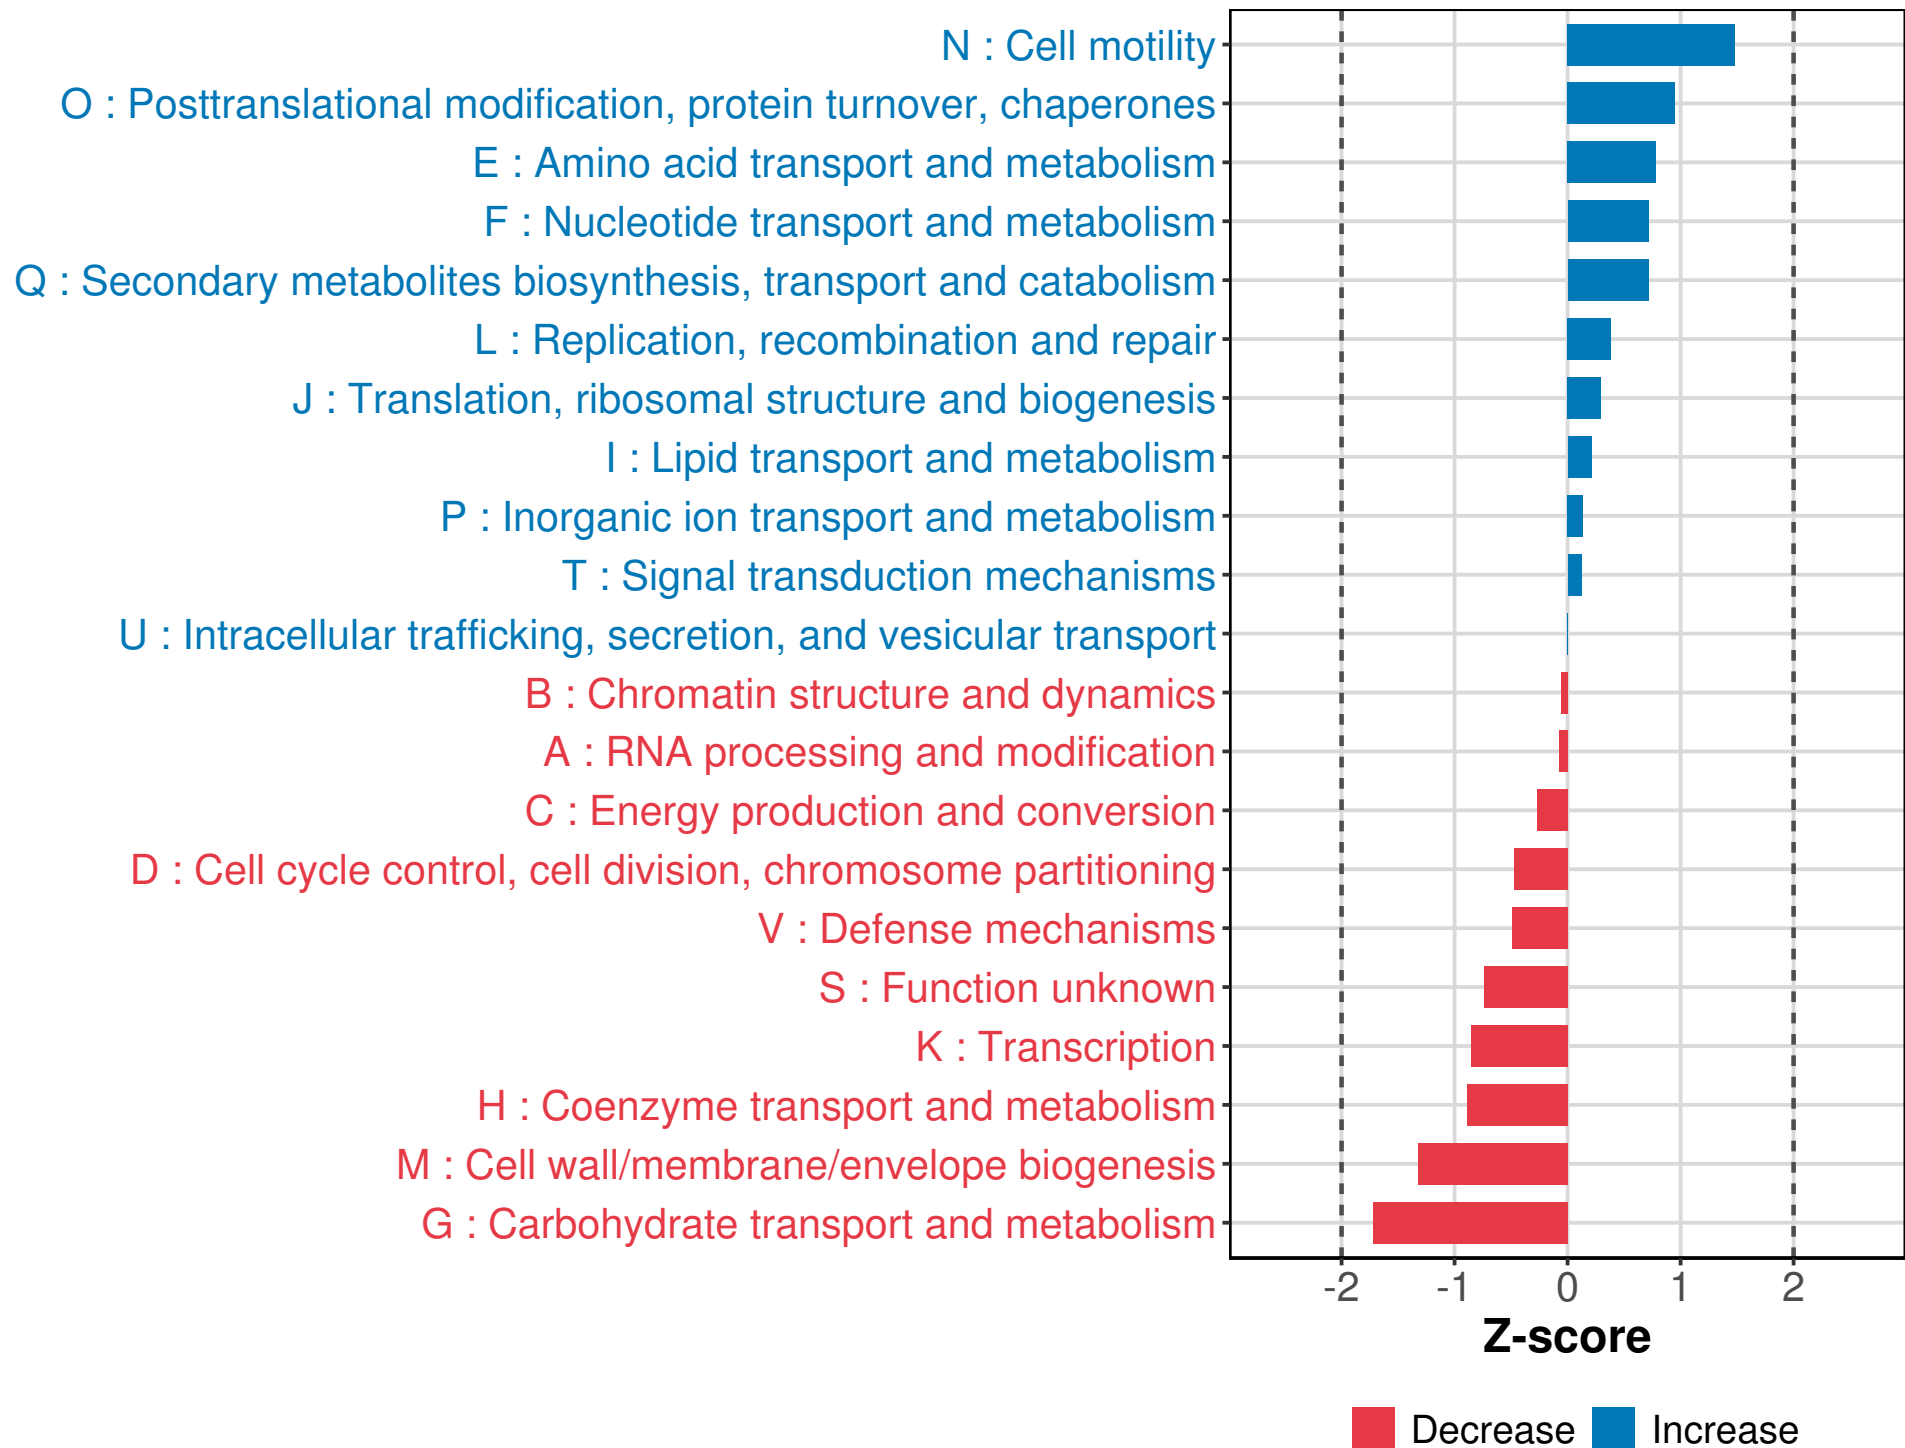 N : Cell motility
O : Posttranslational modification, protein turnover, chaperones
E : Amino acid transport and metabolism
F : Nucleotide transport and metabolism
Q : Secondary metabolites biosynthesis, transport and catabolism
L : Replication, recombination and repair
J : Translation, ribosomal structure and biogenesis
I : Lipid transport and metabolism
P : Inorganic ion transport and metabolism
T : Signal transduction mechanisms
U : Intracellular trafficking, secretion, and vesicular transport
B : Chromatin structure and dynamics
A : RNA processing and modification
C : Energy production and conversion
D : Cell cycle control, cell division, chromosome partitioning
V : Defense mechanisms
S : Function unknown
K : Transcription
H : Coenzyme transport and metabolism
M : Cell wall/membrane/envelope biogenesis
G : Carbohydrate transport and metabolism
-2 -1 0 1 2
Z-score
Decrease Increase